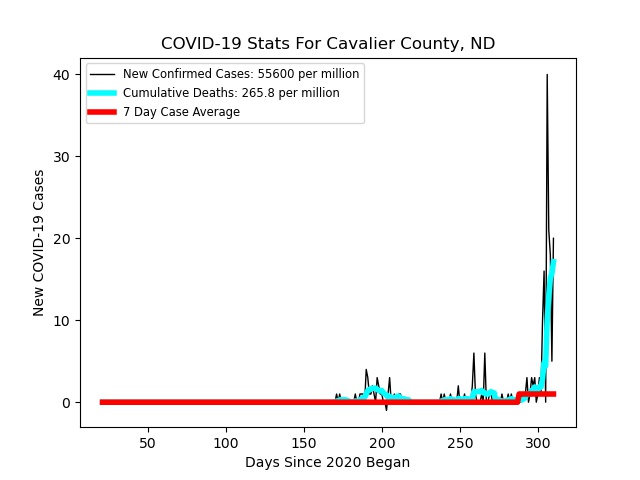 COVID-19 Stats For Cavalier County, ND
New Confirmed Cases: 55600 per million
Cumulative Deaths: 265.8 per million
7 Day Case Average
40
30
20
10
0
New COVID-19 Cases
50 100 150 200 250 300
Days Since 2020 Began